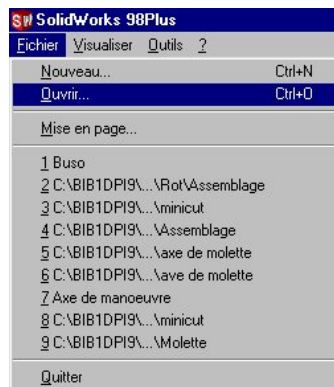 SW SolidWorks 98Plus
Fichier Visualiser Outils ?
Nouveau... Ctrl+N
Ouvrir... Ctrl+O
Mise en page...
1 Buso
2 C:\BIB1DPI9\...\Rot\Assemblage
3 C:\BIB1DPI9\...\minicut
4 C:\BIB1DPI9\...\Assemblage
5 C:\BIB1DPI9\...\axe de molette
6 C:\BIB1DPI9\...\ave de molette
7 Axe de manoeuvre
8 C:\BIB1DPI9\...\minicut
9 C:\BIB1DPI9\...\Molette
Quitter